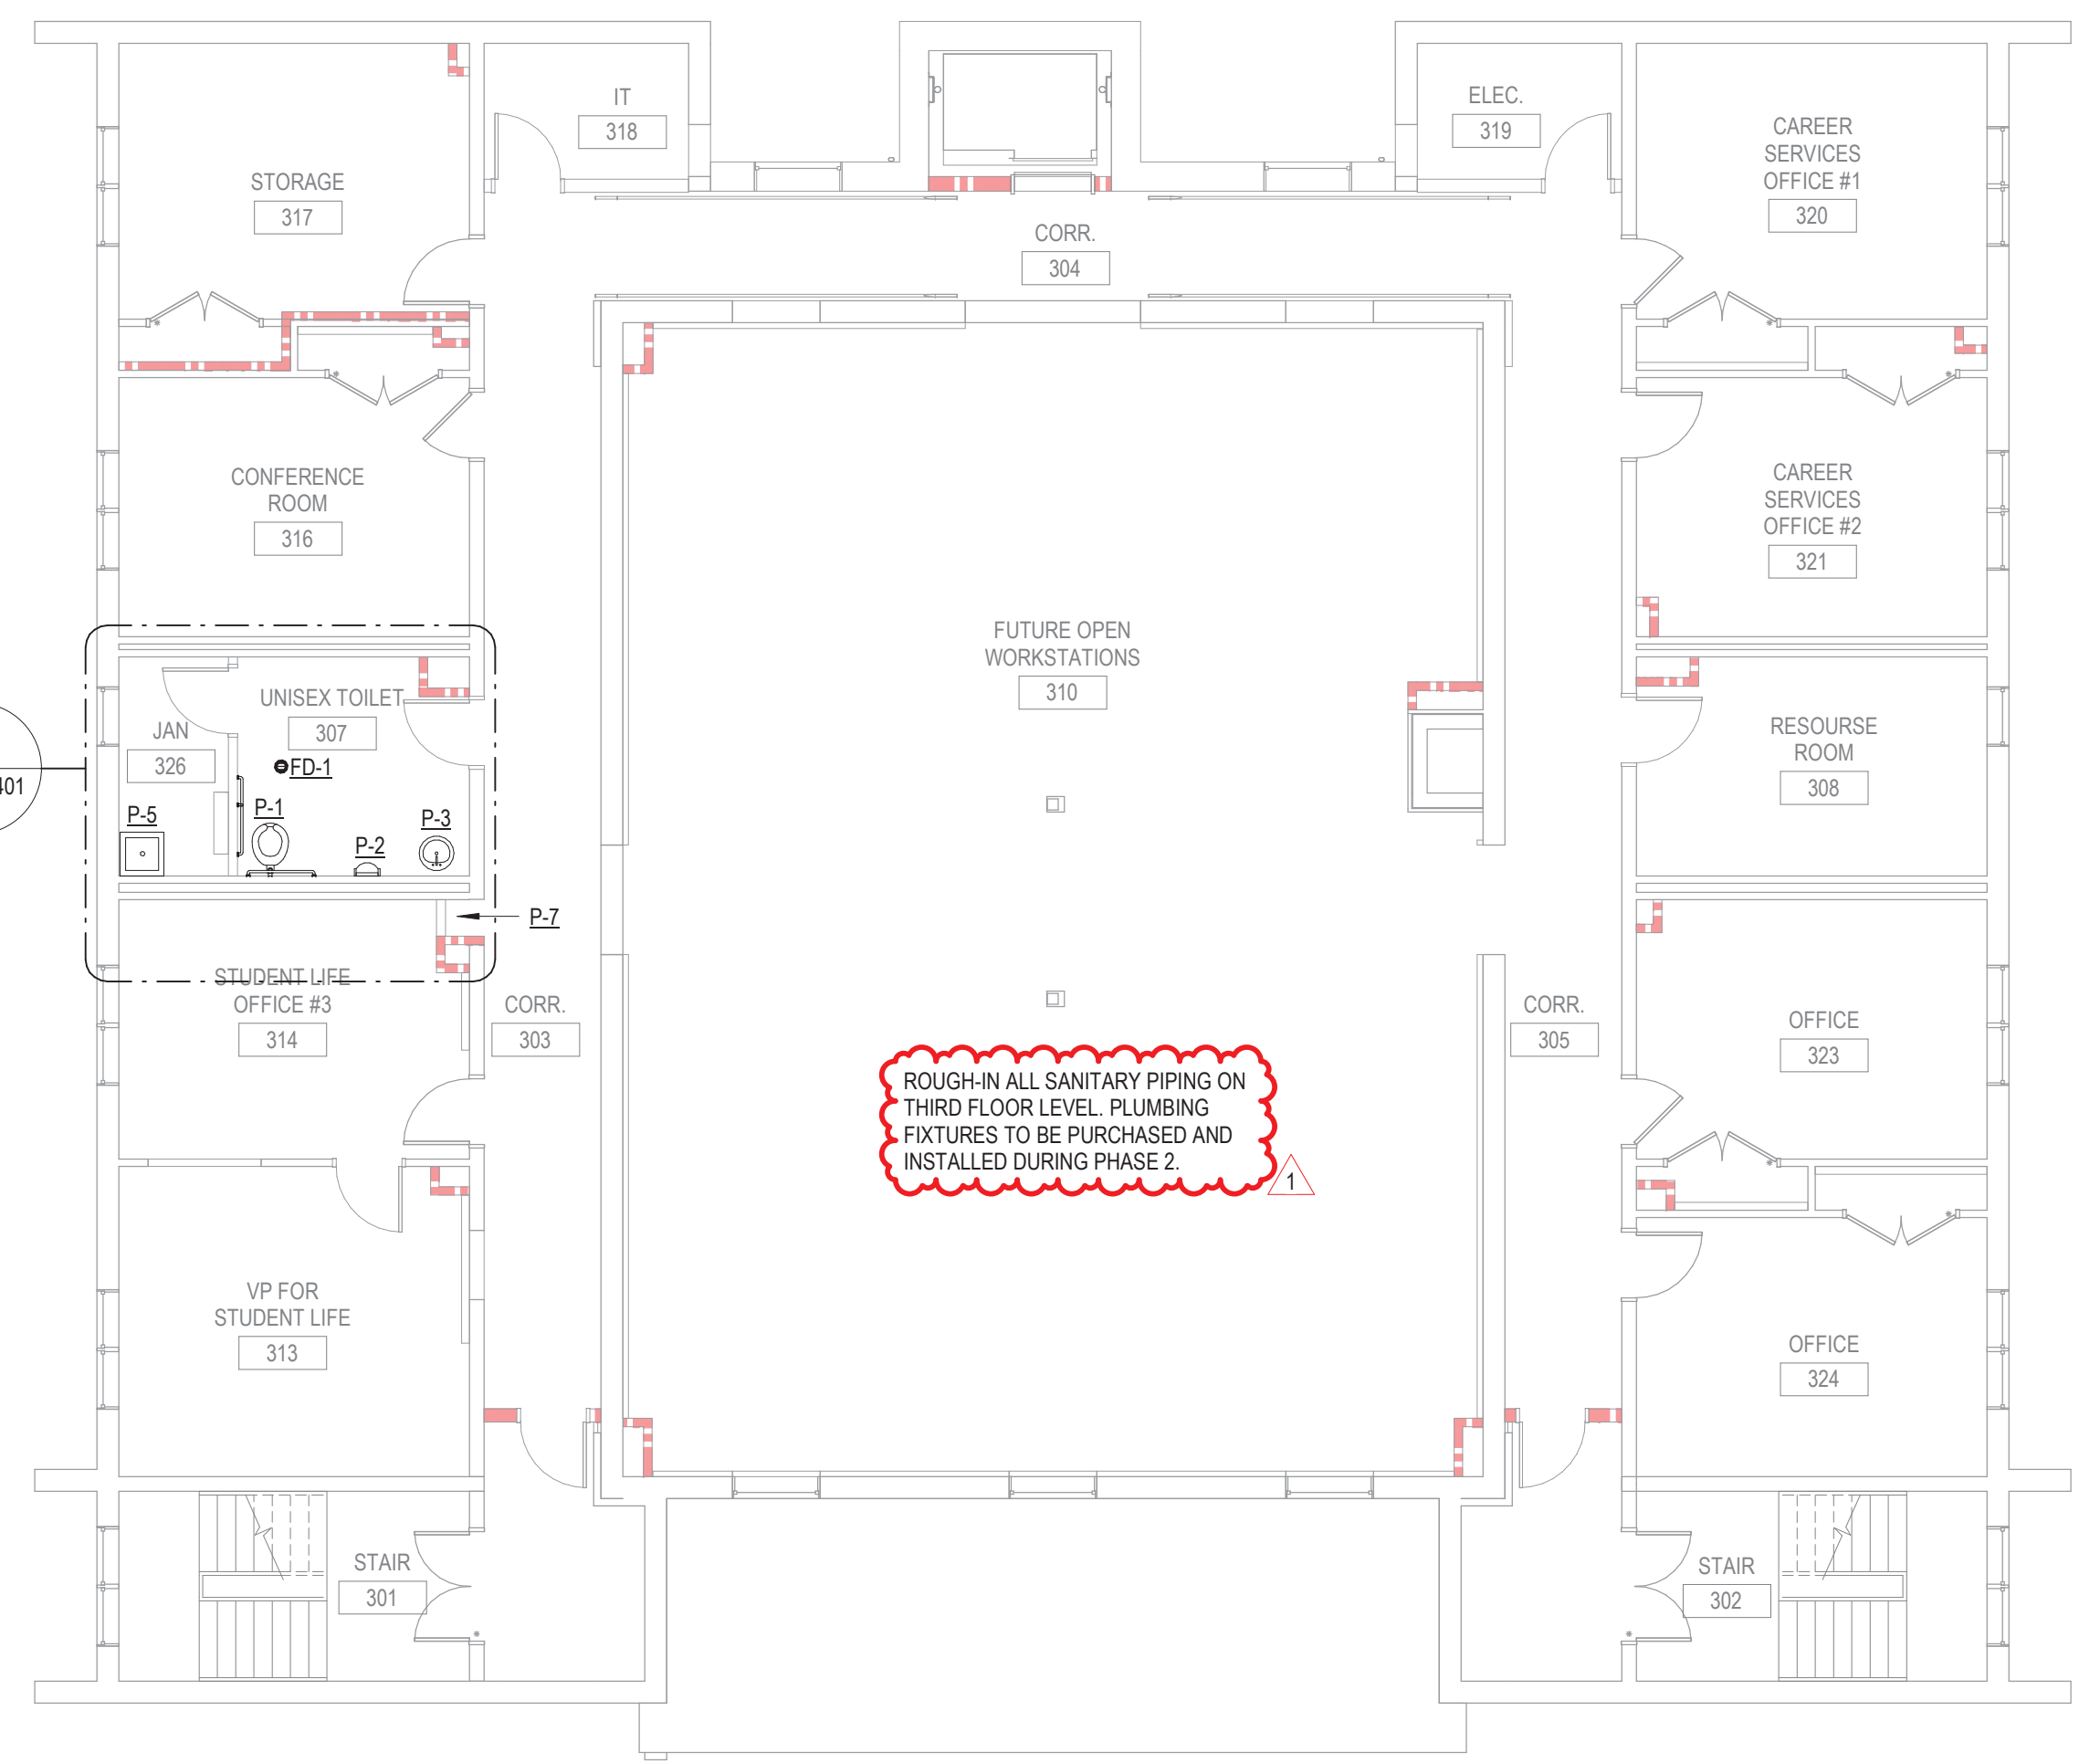 IT
318
ELEC.
319
CAREER
SERVICES
OFFICE #1
320
STORAGE
317
CORR.
304
CONFERENCE
ROOM
316
CAREER
SERVICES
OFFICE #2
321
FUTURE OPEN
WORKSTATIONS
310
UNISEX TOILET
307
JAN
326
FD-1
P-5
P-1
P-2
P-3
RESOURSE
ROOM
308
P-7
STUDENT LIFE
OFFICE #3
314
CORR.
303
CORR.
305
OFFICE
323
ROUGH-IN ALL SANITARY PIPING ON
THIRD FLOOR LEVEL. PLUMBING
FIXTURES TO BE PURCHASED AND
INSTALLED DURING PHASE 2.
1
VP FOR
STUDENT LIFE
313
OFFICE
324
STAIR
301
STAIR
302